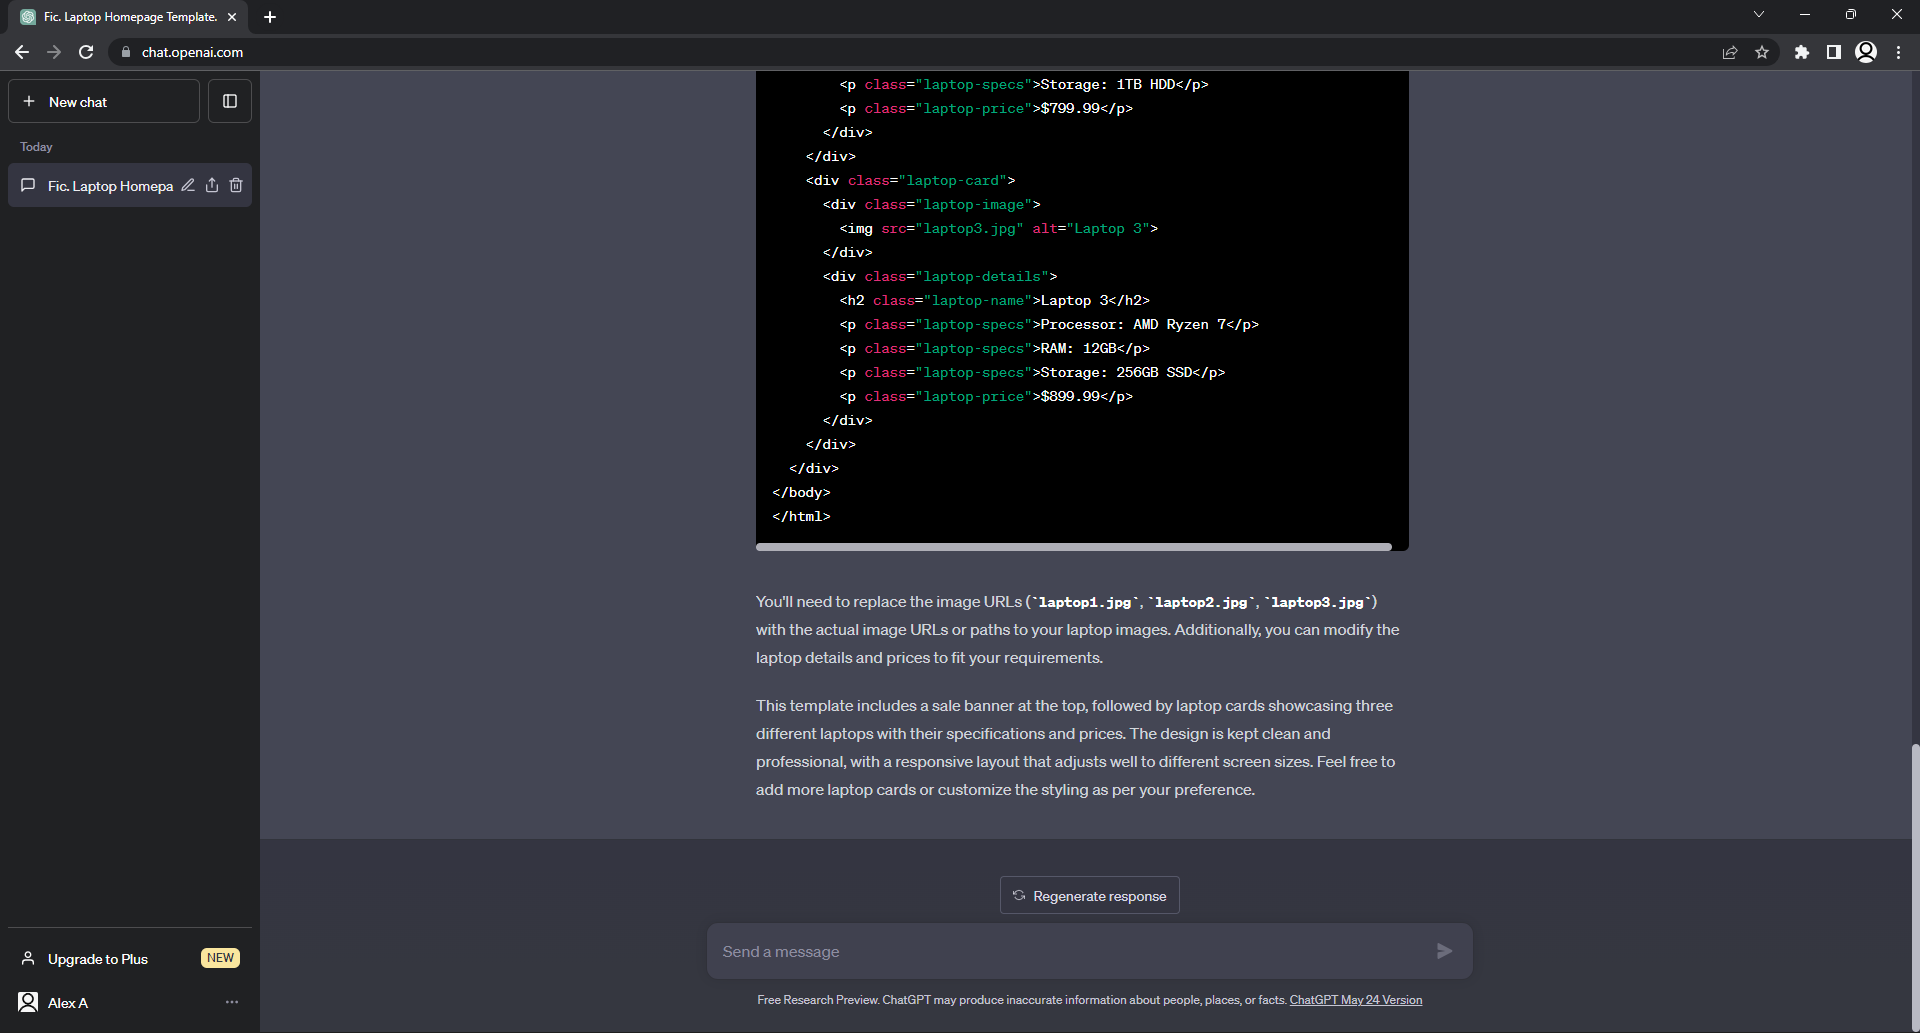 Fic. Laptop Homepage Template.
chat.openai.com
New chat
Today
Fic. Laptop Homepa
<p class="laptop-specs">Storage: 1TB HDD</p>
<p class="laptop-price">$799.99</p>
</div>
</div>
<div class="laptop-card">
<div class="laptop-image">
<img src="laptop3.jpg" alt="Laptop 3">
</div>
<div class="laptop-details">
<h2 class="laptop-name">Laptop 3</h2>
<p class="laptop-specs">Processor: AMD Ryzen 7</p>
<p class="laptop-specs">RAM: 12GB</p>
<p class="laptop-specs">Storage: 256GB SSD</p>
<p class="laptop-price">$899.99</p>
</div>
</div>
</div>
</body>
</html>
You'll need to replace the image URLs (`laptop1.jpg`, `laptop2.jpg`, `laptop3.jpg`)
with the actual image URLs or paths to your laptop images. Additionally, you can modify the
laptop details and prices to fit your requirements.
This template includes a sale banner at the top, followed by laptop cards showcasing three
different laptops with their specifications and prices. The design is kept clean and
professional, with a responsive layout that adjusts well to different screen sizes. Feel free to
add more laptop cards or customize the styling as per your preference.
Regenerate response
Send a message
Free Research Preview. ChatGPT may produce inaccurate information about people, places, or facts. ChatGPT May 24 Version
Upgrade to Plus NEW
Alex A